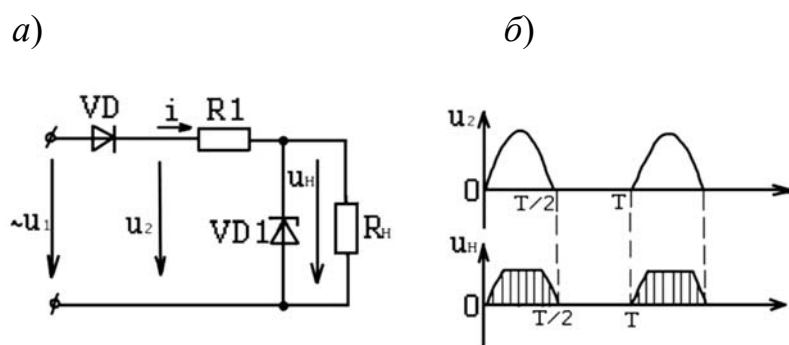 а) б)
VD i R1
~u₁ u₂ VD1 uн Rн
u₂
0 T/2 T
uн
0 T/2 T